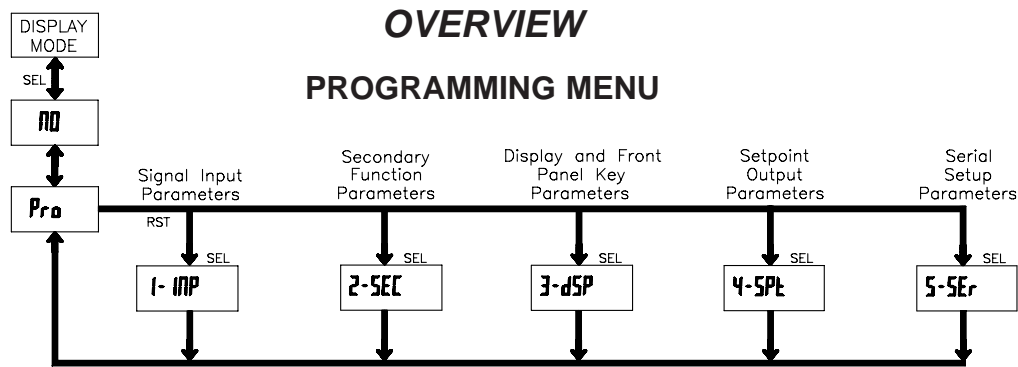 OVERVIEW
PROGRAMMING MENU
DISPLAY
MODE
SEL
NO
Pro
RST
Signal Input
Parameters
Secondary
Function
Parameters
Display and Front
Panel Key
Parameters
Setpoint
Output
Parameters
Serial
Setup
Parameters
SEL
SEL
SEL
SEL
SEL
1-INP
2-SEC
3-dSP
4-SPt
5-SEr